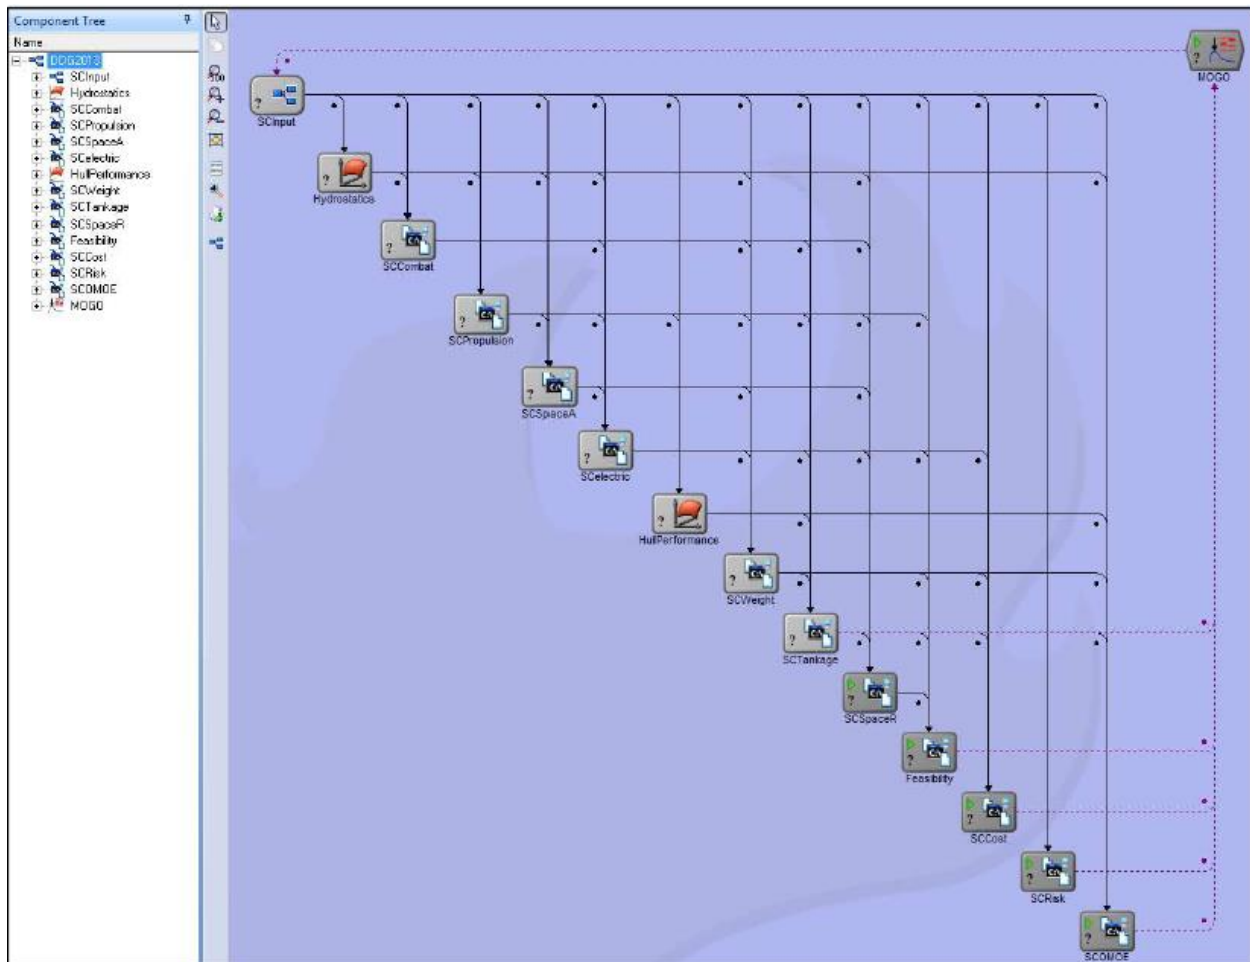 Component Tree
Name
DDG2013
SCInput
Hydrostatics
SCCombat
SCPropulsion
SCSpaceA
SCelectric
HullPerformance
SCWeight
SCTankage
SCSpaceR
Feasibility
SCCost
SCRisk
SCOMOE
MOGO
100
MOGO
?
SCInput
?
Hydrostatics
?
SCCombat
?
SCPropulsion
?
SCSpaceA
?
SCelectric
?
HullPerformance
?
SCWeight
?
SCTankage
?
SCSpaceR
?
Feasibility
?
SCCost
?
SCRisk
?
SCOMOE